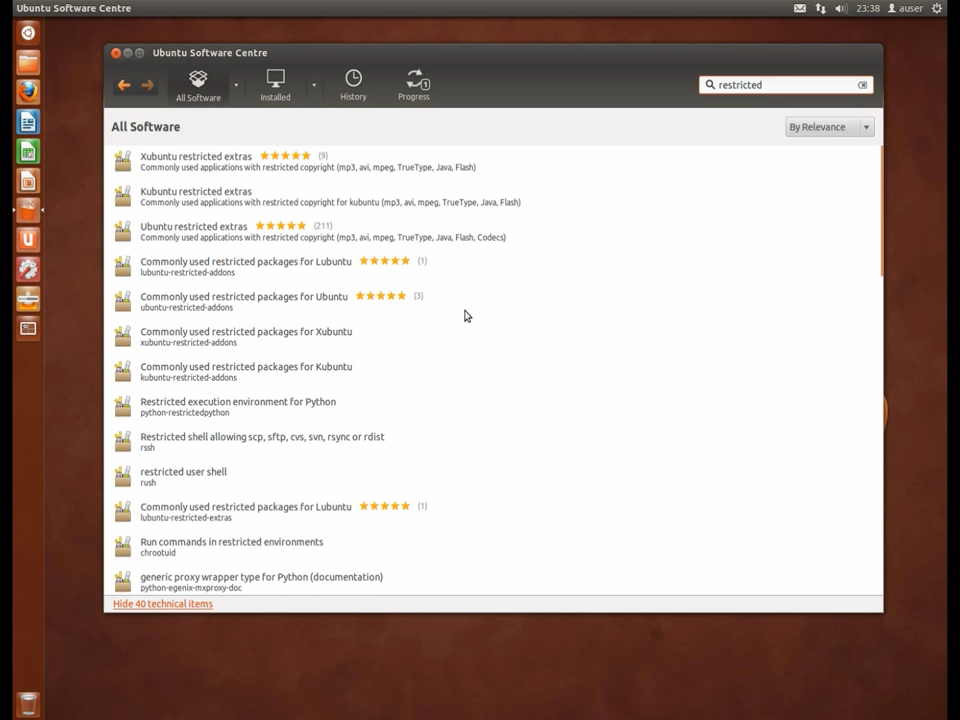 Ubuntu Software Centre
23:38
auser
Ubuntu Software Centre
All Software
Installed
History
1
Progress
restricted
All Software
By Relevance
Xubuntu restricted extras (9)
Commonly used applications with restricted copyright (mp3, avi, mpeg, TrueType, Java, Flash)
Kubuntu restricted extras
Commonly used applications with restricted copyright for kubuntu (mp3, avi, mpeg, TrueType, Java, Flash)
Ubuntu restricted extras (211)
Commonly used applications with restricted copyright (mp3, avi, mpeg, TrueType, Java, Flash, Codecs)
Commonly used restricted packages for Lubuntu (1)
lubuntu-restricted-addons
Commonly used restricted packages for Ubuntu (3)
ubuntu-restricted-addons
Commonly used restricted packages for Xubuntu
xubuntu-restricted-addons
Commonly used restricted packages for Kubuntu
kubuntu-restricted-addons
Restricted execution environment for Python
python-restrictedpython
Restricted shell allowing scp, sftp, cvs, svn, rsync or rdist
rssh
restricted user shell
rush
Commonly used restricted packages for Lubuntu (1)
lubuntu-restricted-extras
Run commands in restricted environments
chrootuid
generic proxy wrapper type for Python (documentation)
python-egenix-mxproxy-doc
Hide 40 technical items